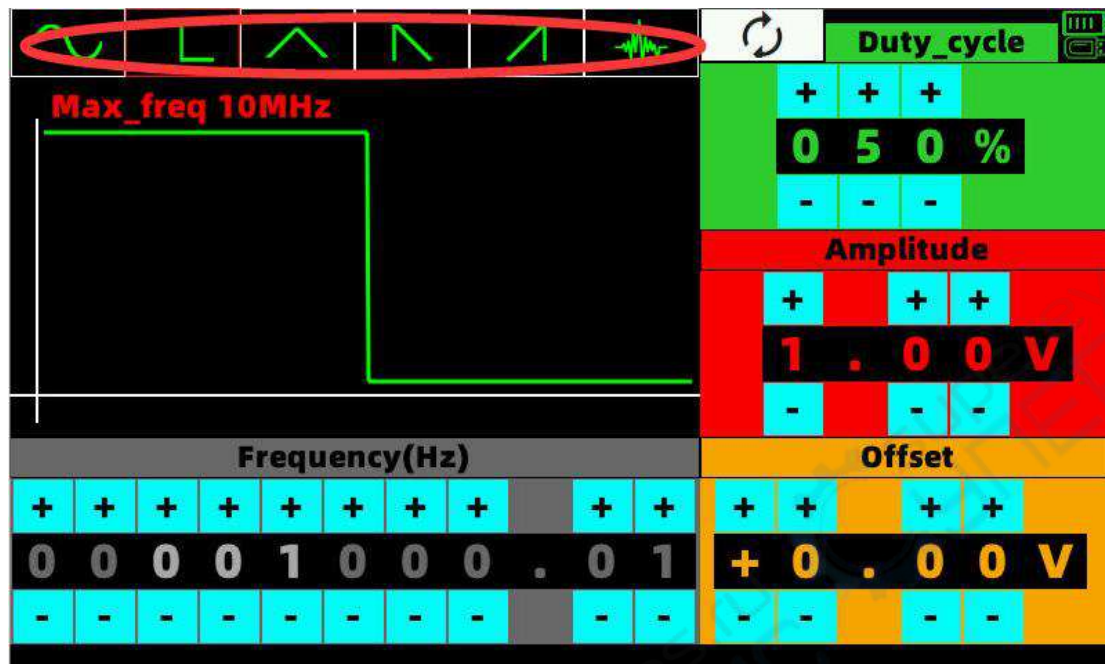 Duty_cycle
Max_freq 10MHz
+ + +
0 5 0 %
- - -
Amplitude
+ + +
1 . 0 0 V
- - -
Frequency(Hz)
+ + + + + + + + + +
0 0 0 0 1 0 0 0 . 0 1
- - - - - - - - - -
Offset
+ + + +
+ 0 . 0 0 V
- - - -